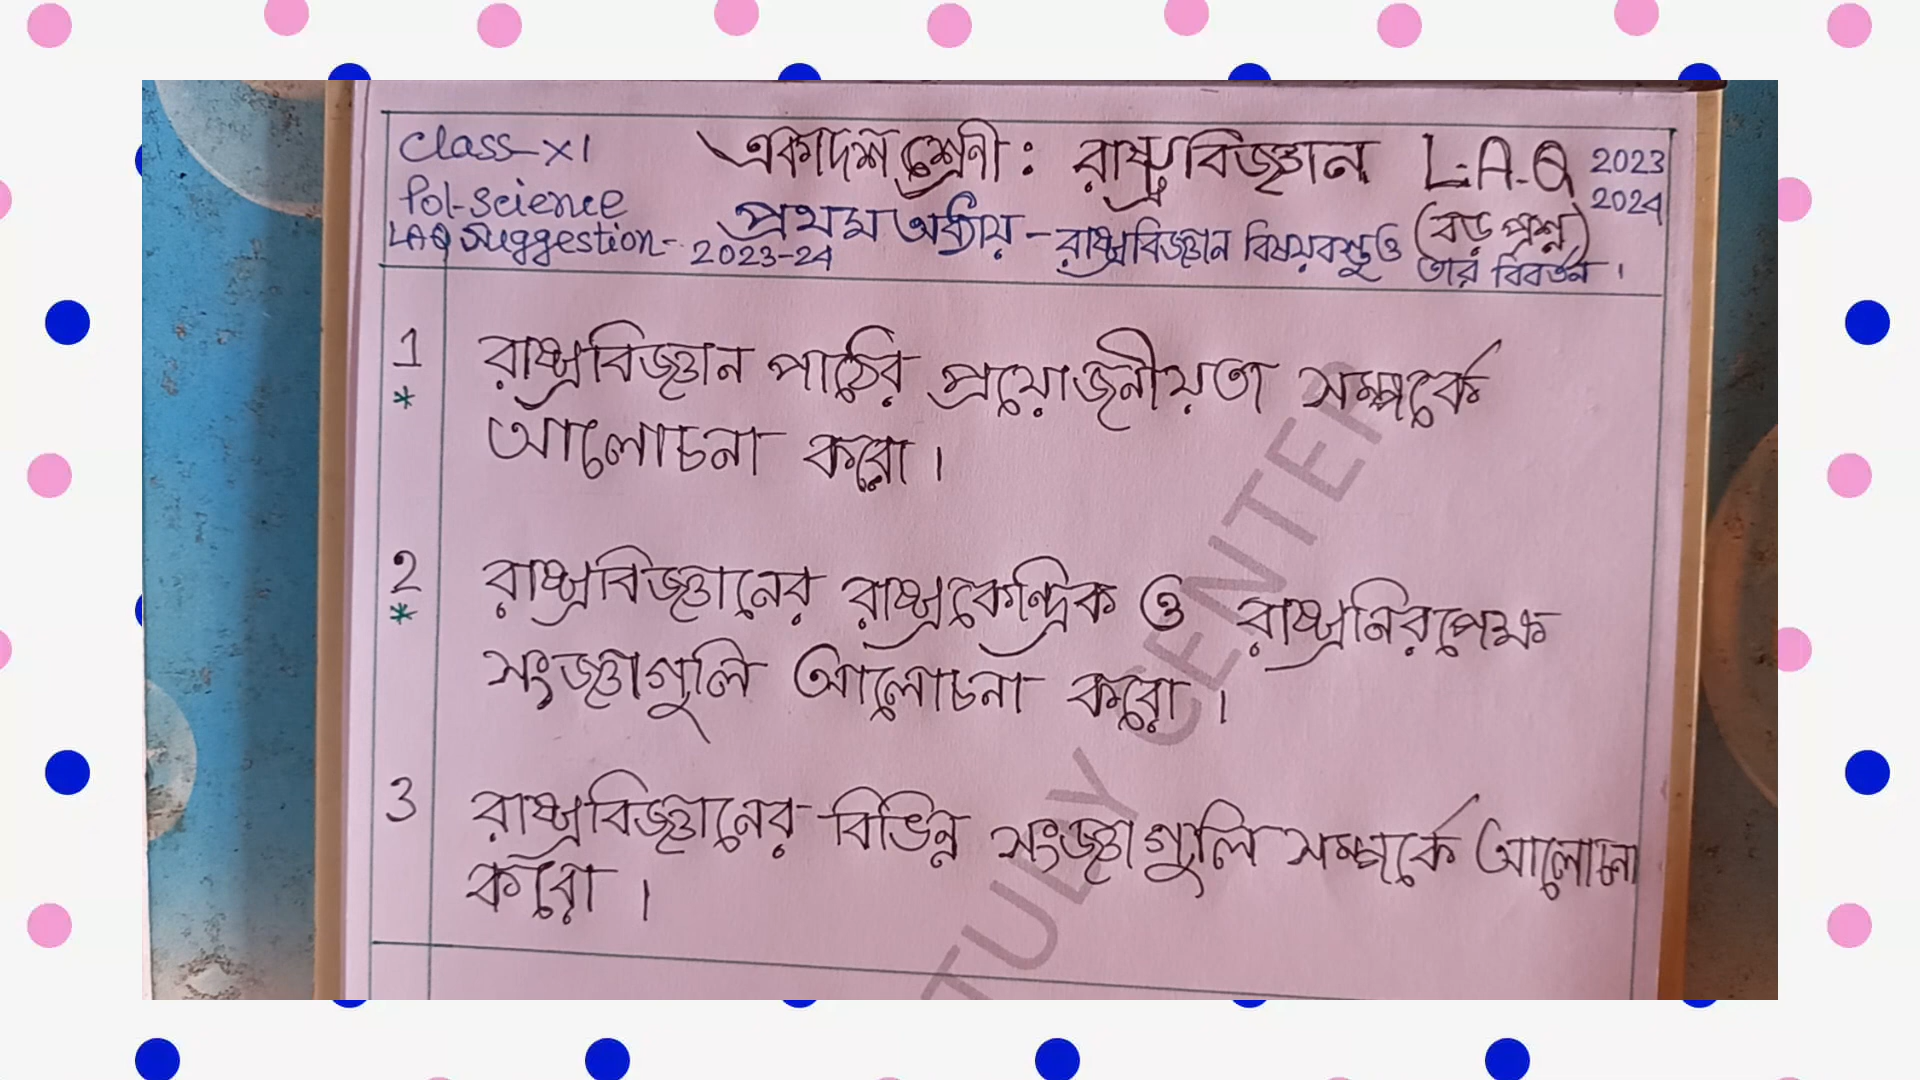 Class-XI একাদশ শ্রেণী : রাষ্ট্রবিজ্ঞান L.A.Q 2023
Pol-Science 2024
প্রথম অধ্যায় - রাষ্ট্রবিজ্ঞান বিষয়বস্তু ও (বড় প্রশ্ন)
LAQ Suggestion- 2023-24 তার বিবর্তন ।
1 রাষ্ট্রবিজ্ঞান পাঠের প্রয়োজনীয়তা সম্পর্কে
* আলোচনা করো ।
2 রাষ্ট্রবিজ্ঞানের রাষ্ট্রকেন্দ্রিক ও রাষ্ট্রনিরপেক্ষ
* সংজ্ঞাগুলি আলোচনা করো ।
3 রাষ্ট্রবিজ্ঞানের বিভিন্ন সংজ্ঞাগুলি সম্পর্কে আলোচনা
করো ।
TULY CENTER